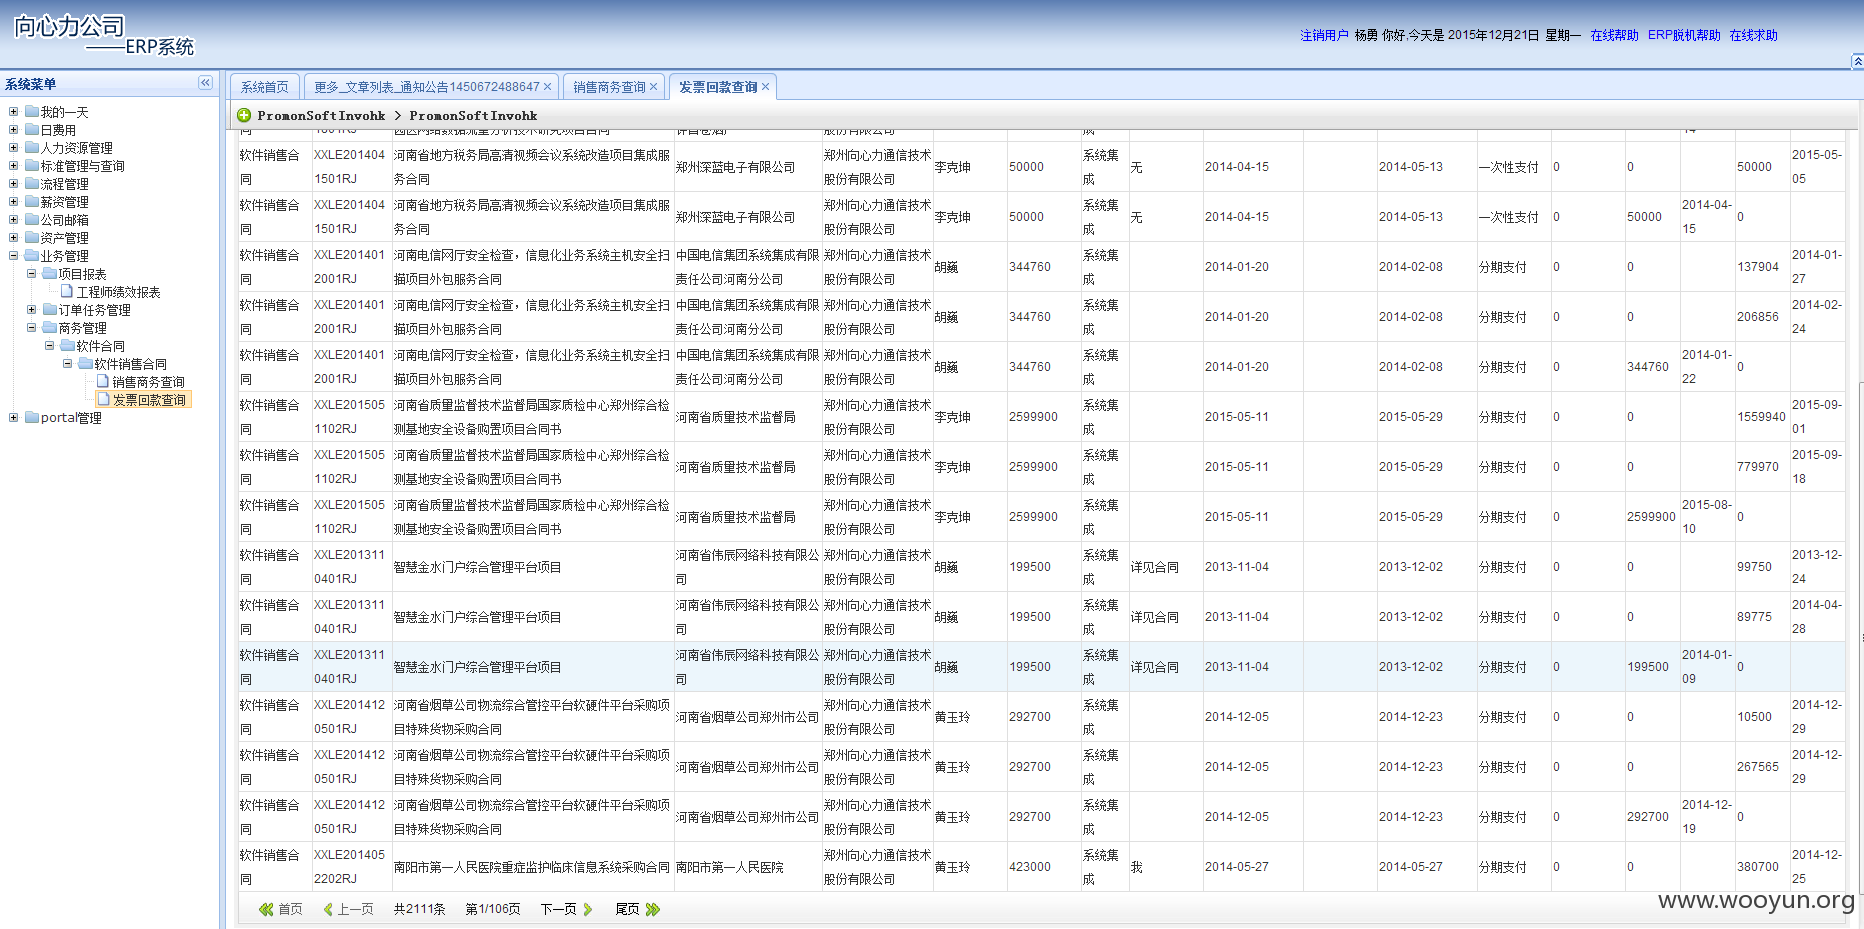 向心力公司
——ERP系统
注销用户 杨勇 你好,今天是 2015年12月21日 星期一 在线帮助 ERP脱机帮助 在线求助
系统菜单
我的一天
日费用
人力资源管理
标准管理与查询
流程管理
薪资管理
公司邮箱
资产管理
业务管理
项目报表
工程师绩效报表
订单任务管理
商务管理
软件合同
软件销售合同
销售商务查询
发票回款查询
portal管理
系统首页 更多_文章列表_通知公告1450672488647 销售商务查询 发票回款查询
PromonSoftInvohk > PromonSoftInvohk
软件销售合同 XXLE2014041501RJ 河南省地方税务局高清视频会议系统改造项目集成服务合同 郑州深蓝电子有限公司 郑州向心力通信技术股份有限公司 李克坤 50000 系统集成 无 2014-04-15 2014-05-13 一次性支付 0 0 50000 2015-05-05
软件销售合同 XXLE2014041501RJ 河南省地方税务局高清视频会议系统改造项目集成服务合同 郑州深蓝电子有限公司 郑州向心力通信技术股份有限公司 李克坤 50000 系统集成 无 2014-04-15 2014-05-13 一次性支付 0 50000 2014-04-15 0
软件销售合同 XXLE2014012001RJ 河南电信网厅安全检查，信息化业务系统主机安全扫描项目外包服务合同 中国电信集团系统集成有限责任公司河南分公司 郑州向心力通信技术股份有限公司 胡巍 344760 系统集成 2014-01-20 2014-02-08 分期支付 0 0 137904 2014-01-27
软件销售合同 XXLE2014012001RJ 河南电信网厅安全检查，信息化业务系统主机安全扫描项目外包服务合同 中国电信集团系统集成有限责任公司河南分公司 郑州向心力通信技术股份有限公司 胡巍 344760 系统集成 2014-01-20 2014-02-08 分期支付 0 0 206856 2014-02-24
软件销售合同 XXLE2014012001RJ 河南电信网厅安全检查，信息化业务系统主机安全扫描项目外包服务合同 中国电信集团系统集成有限责任公司河南分公司 郑州向心力通信技术股份有限公司 胡巍 344760 系统集成 2014-01-20 2014-02-08 分期支付 0 344760 2014-01-22 0
软件销售合同 XXLE2015051102RJ 河南省质量监督技术监督局国家质检中心郑州综合检测基地安全设备购置项目合同书 河南省质量技术监督局 郑州向心力通信技术股份有限公司 李克坤 2599900 系统集成 2015-05-11 2015-05-29 分期支付 0 0 1559940 2015-09-01
软件销售合同 XXLE2015051102RJ 河南省质量监督技术监督局国家质检中心郑州综合检测基地安全设备购置项目合同书 河南省质量技术监督局 郑州向心力通信技术股份有限公司 李克坤 2599900 系统集成 2015-05-11 2015-05-29 分期支付 0 0 779970 2015-09-18
软件销售合同 XXLE2015051102RJ 河南省质量监督技术监督局国家质检中心郑州综合检测基地安全设备购置项目合同书 河南省质量技术监督局 郑州向心力通信技术股份有限公司 李克坤 2599900 系统集成 2015-05-11 2015-05-29 分期支付 0 2599900 2015-08-10 0
软件销售合同 XXLE2013110401RJ 智慧金水门户综合管理平台项目 河南省伟辰网络科技有限公司 郑州向心力通信技术股份有限公司 胡巍 199500 系统集成 详见合同 2013-11-04 2013-12-02 分期支付 0 0 99750 2013-12-24
软件销售合同 XXLE2013110401RJ 智慧金水门户综合管理平台项目 河南省伟辰网络科技有限公司 郑州向心力通信技术股份有限公司 胡巍 199500 系统集成 详见合同 2013-11-04 2013-12-02 分期支付 0 0 89775 2014-04-28
软件销售合同 XXLE2013110401RJ 智慧金水门户综合管理平台项目 河南省伟辰网络科技有限公司 郑州向心力通信技术股份有限公司 胡巍 199500 系统集成 详见合同 2013-11-04 2013-12-02 分期支付 0 199500 2014-01-09 0
软件销售合同 XXLE2014120501RJ 河南省烟草公司物流综合管控平台软硬件平台采购项目特殊货物采购合同 河南省烟草公司郑州市公司 郑州向心力通信技术股份有限公司 黄玉玲 292700 系统集成 2014-12-05 2014-12-23 分期支付 0 0 10500 2014-12-29
软件销售合同 XXLE2014120501RJ 河南省烟草公司物流综合管控平台软硬件平台采购项目特殊货物采购合同 河南省烟草公司郑州市公司 郑州向心力通信技术股份有限公司 黄玉玲 292700 系统集成 2014-12-05 2014-12-23 分期支付 0 0 267565 2014-12-29
软件销售合同 XXLE2014120501RJ 河南省烟草公司物流综合管控平台软硬件平台采购项目特殊货物采购合同 河南省烟草公司郑州市公司 郑州向心力通信技术股份有限公司 黄玉玲 292700 系统集成 2014-12-05 2014-12-23 分期支付 0 292700 2014-12-19 0
软件销售合同 XXLE2014052202RJ 南阳市第一人民医院重症监护临床信息系统采购合同 南阳市第一人民医院 郑州向心力通信技术股份有限公司 黄玉玲 423000 系统集成 我 2014-05-27 2014-05-27 分期支付 0 0 380700 2014-12-25
首页 上一页 共2111条 第1/106页 下一页 尾页
www.wooyun.org